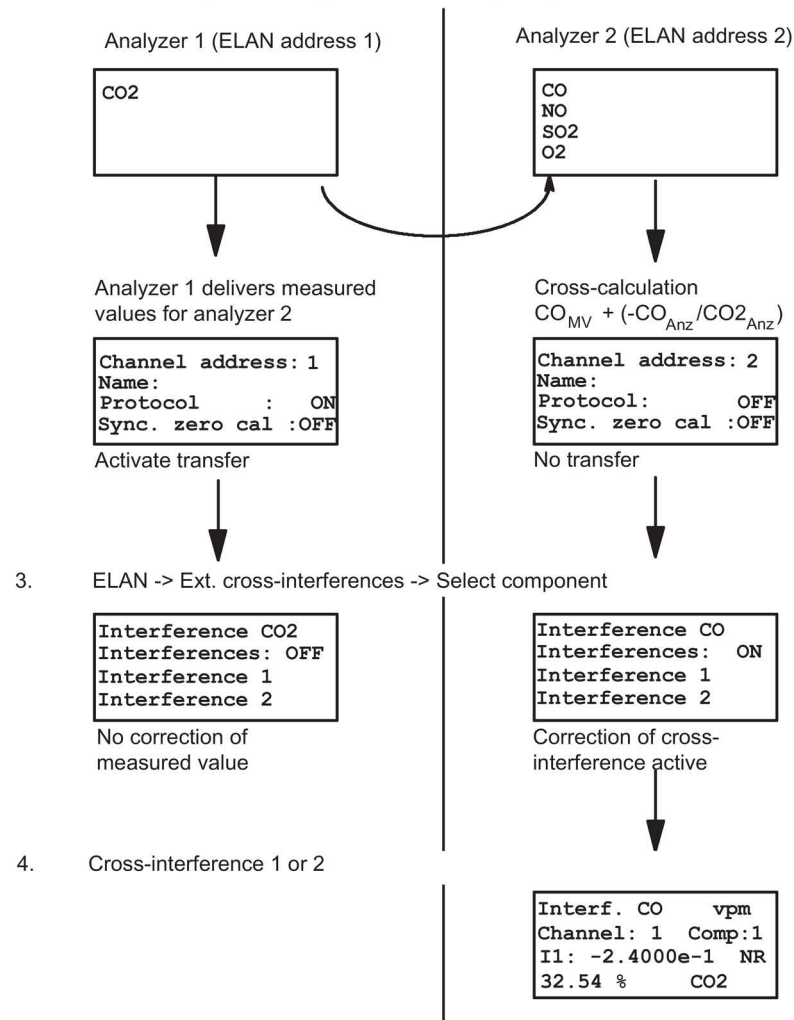 Analyzer 1 (ELAN address 1)
Analyzer 2 (ELAN address 2)
CO2
CO
NO
SO2
O2
Analyzer 1 delivers measured
values for analyzer 2
Cross-calculation
CO_MV + (-CO_Anz/CO2_Anz)
Channel address: 1
Name:
Protocol : ON
Sync. zero cal :OFF
Channel address: 2
Name:
Protocol: OFF
Sync. zero cal :OFF
Activate transfer
No transfer
3. ELAN -> Ext. cross-interferences -> Select component
Interference CO2
Interferences: OFF
Interference 1
Interference 2
Interference CO
Interferences: ON
Interference 1
Interference 2
No correction of
measured value
Correction of cross-
interference active
4. Cross-interference 1 or 2
Interf. CO vpm
Channel: 1 Comp:1
I1: -2.4000e-1 NR
32.54 % CO2